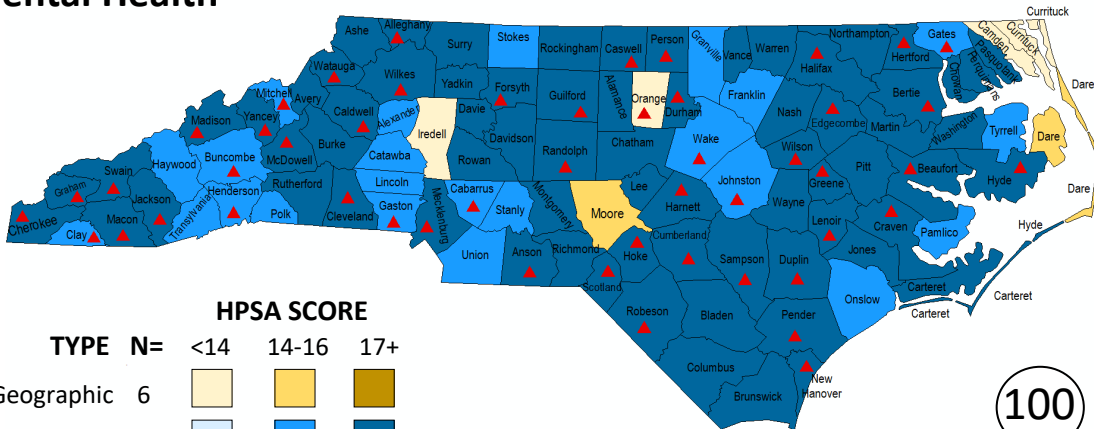 ental Health
Currituck
Alleghany
Ashe
Surry
Stokes
Rockingham
Caswell
Person
Granville
Vance
Warren
Northampton
Gates
Camden
Currituck
Pasquotank
Perquimans
Chowan
Hertford
Halifax
Watauga
Wilkes
Yadkin
Forsyth
Guilford
Alamance
Orange
Durham
Franklin
Nash
Edgecombe
Bertie
Martin
Washington
Tyrrell
Dare
Dare
Mitchell
Avery
Caldwell
Alexander
Iredell
Davie
Davidson
Randolph
Chatham
Wake
Wilson
Madison
Yancey
McDowell
Burke
Catawba
Rowan
Johnston
Greene
Pitt
Beaufort
Hyde
Haywood
Buncombe
Swain
Graham
Cherokee
Macon
Jackson
Clay
Transylvania
Henderson
Polk
Rutherford
Cleveland
Lincoln
Gaston
Mecklenburg
Cabarrus
Stanly
Montgomery
Moore
Lee
Harnett
Wayne
Lenoir
Craven
Pamlico
Hyde
Dare
Union
Anson
Richmond
Scotland
Hoke
Cumberland
Sampson
Duplin
Jones
Onslow
Carteret
Carteret
Carteret
Robeson
Bladen
Pender
Columbus
Brunswick
New
Hanover
HPSA SCORE
TYPE N= <14 14-16 17+
Geographic 6
100